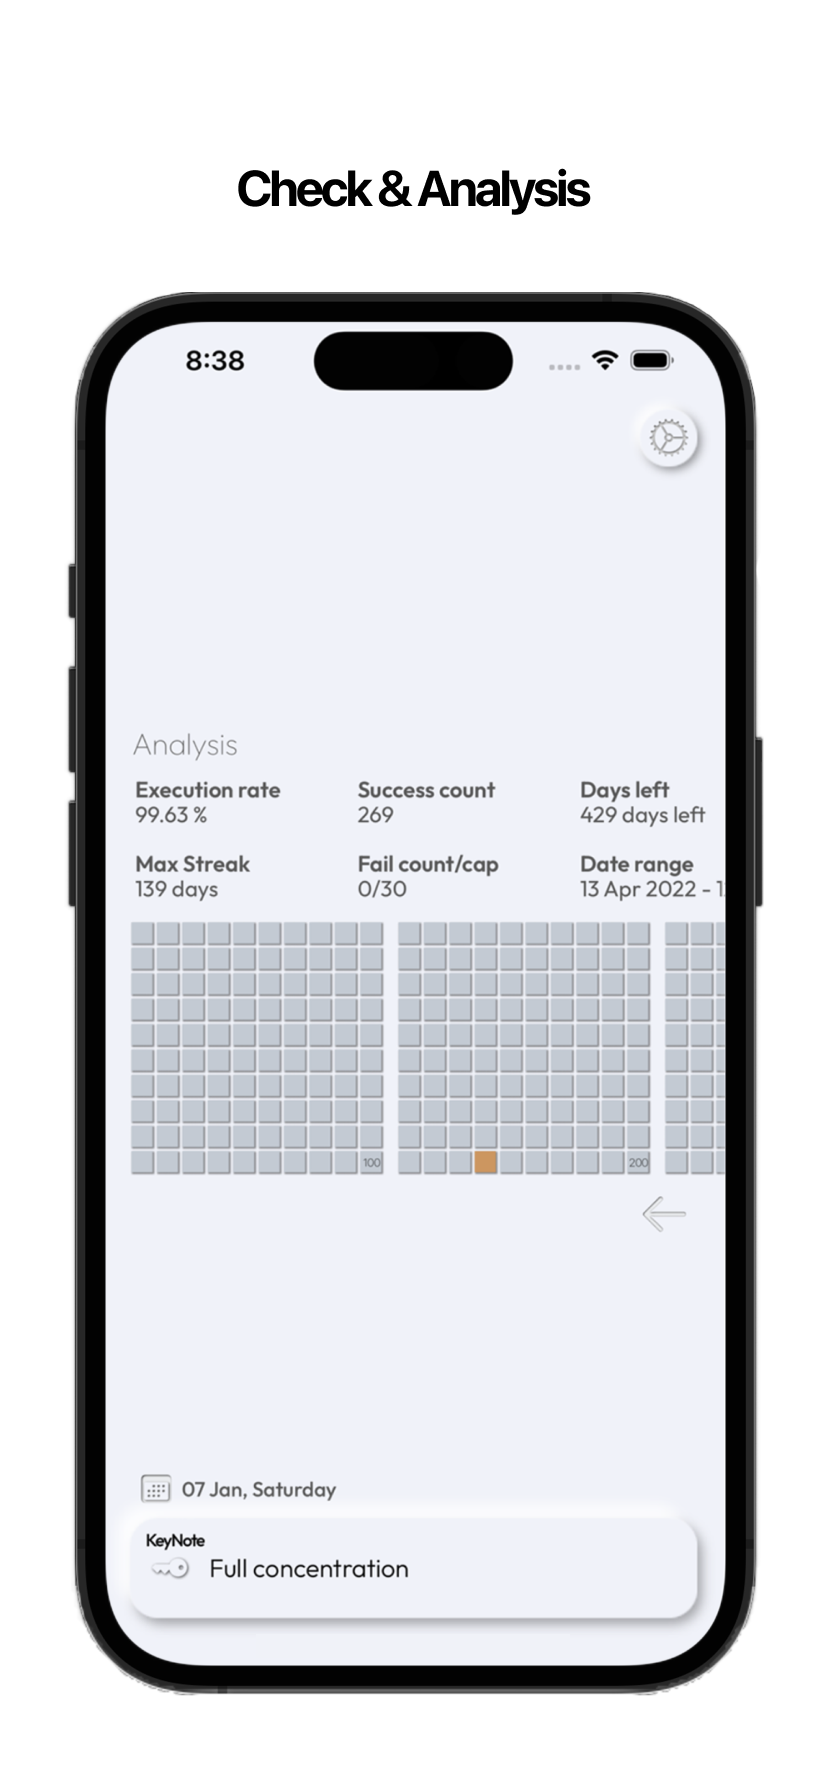 Check & Analysis
8:38
Analysis
Execution rate Success count Days left
99.63 % 269 429 days left
Max Streak Fail count/cap Date range
139 days 0/30 13 Apr 2022 - 1
100 200
07 Jan, Saturday
KeyNote
Full concentration